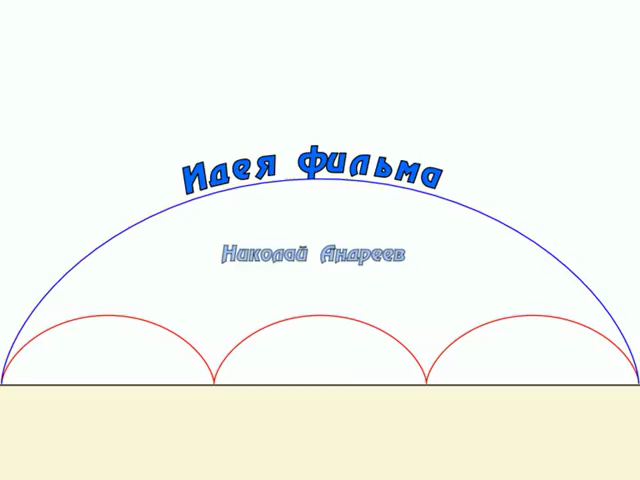 Идея фильма
Николай Андреев